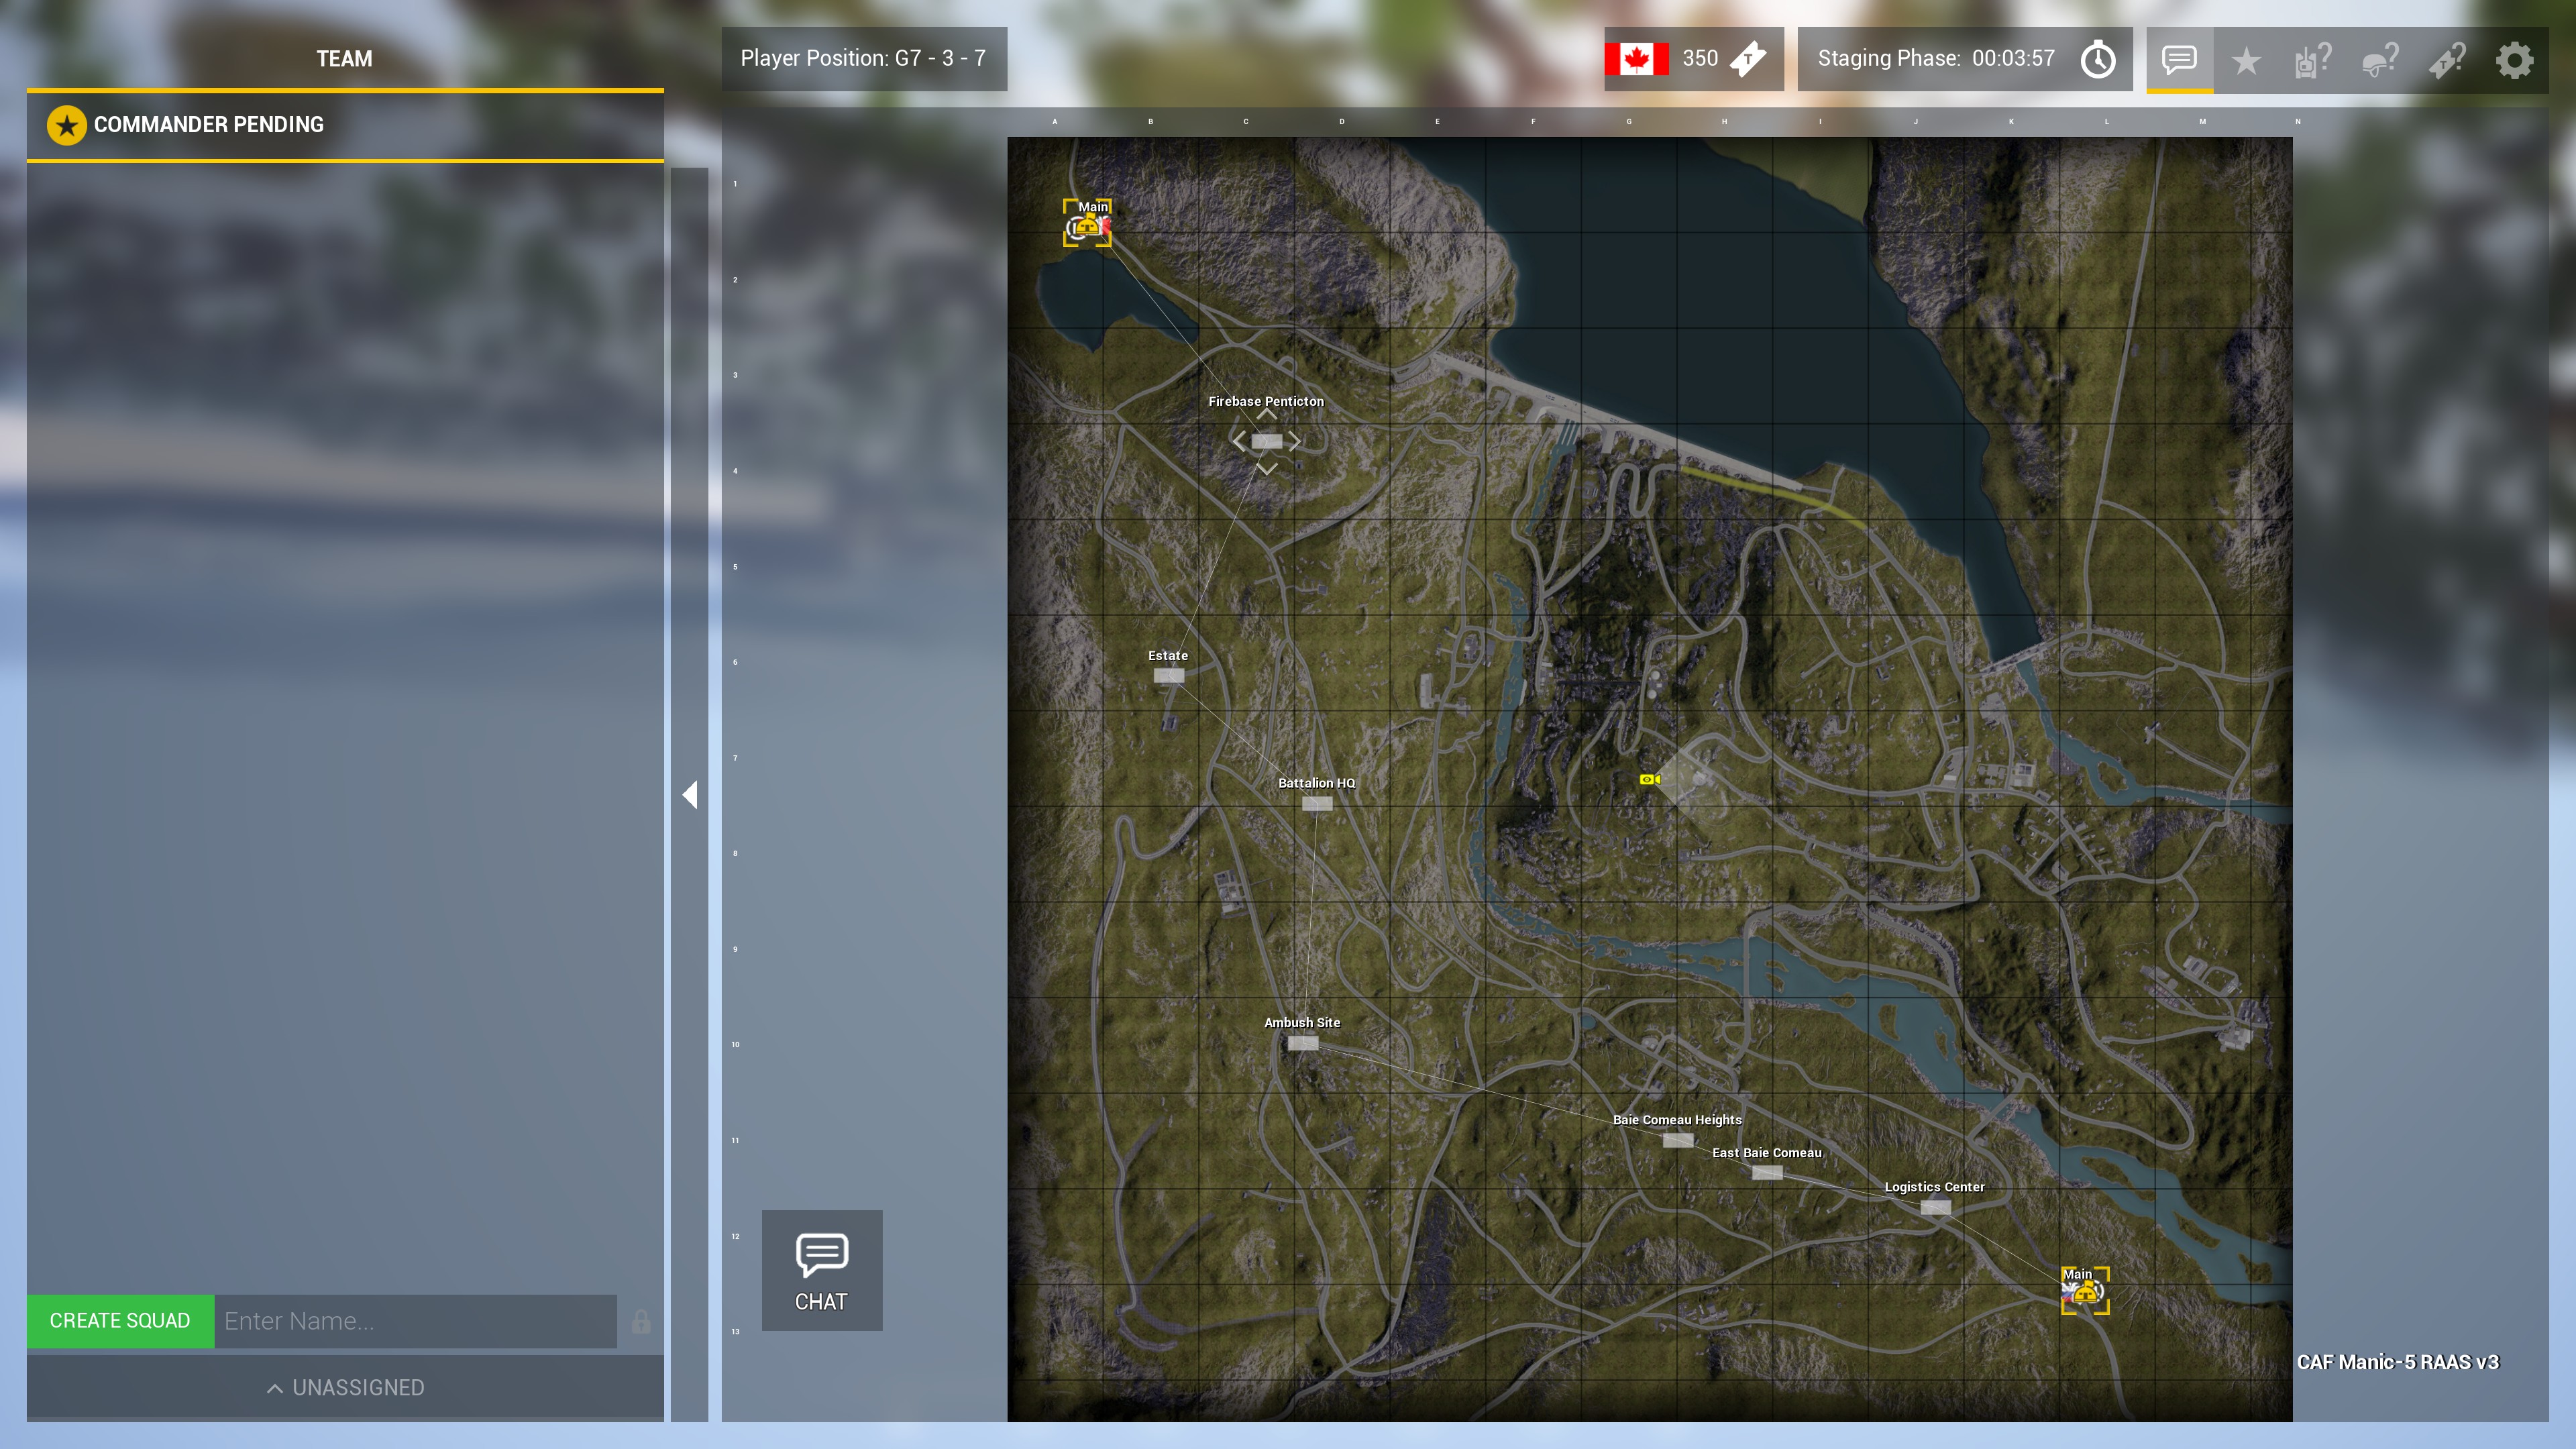 TEAM
COMMANDER PENDING
Player Position: G7 - 3 - 7
350
T
Staging Phase: 00:03:57
? ? T ?
A B C D E F G H I J K L M N
1
2
3
4
5
6
7
8
9
10
11
12
13
Main
Firebase Penticton
Estate
Battalion HQ
Ambush Site
Baie Comeau Heights
East Baie Comeau
Logistics Center
Main
CHAT
CREATE SQUAD
Enter Name...
UNASSIGNED
CAF Manic-5 RAAS v3